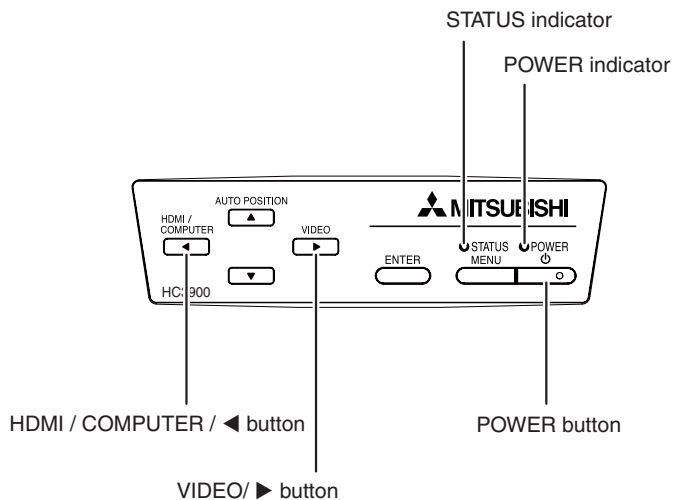 STATUS indicator
POWER indicator
AUTO POSITION
MITSUBISHI
HDMI /
COMPUTER
VIDEO
STATUS
POWER
ENTER
MENU
HC3900
HDMI / COMPUTER / ◀ button
POWER button
VIDEO/ ▶ button